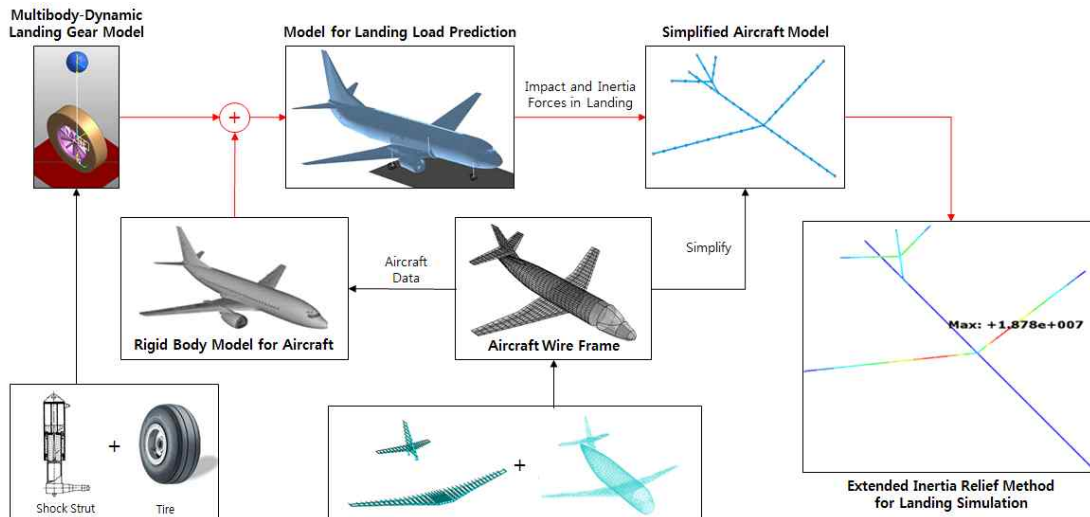 Multibody-Dynamic
Landing Gear Model
Model for Landing Load Prediction
Simplified Aircraft Model
Impact and Inertia
Forces in Landing
+
Aircraft
Data
Simplify
Rigid Body Model for Aircraft
Aircraft Wire Frame
Max: +1.878e+007
+
Shock Strut
Tire
+
Extended Inertia Relief Method
for Landing Simulation